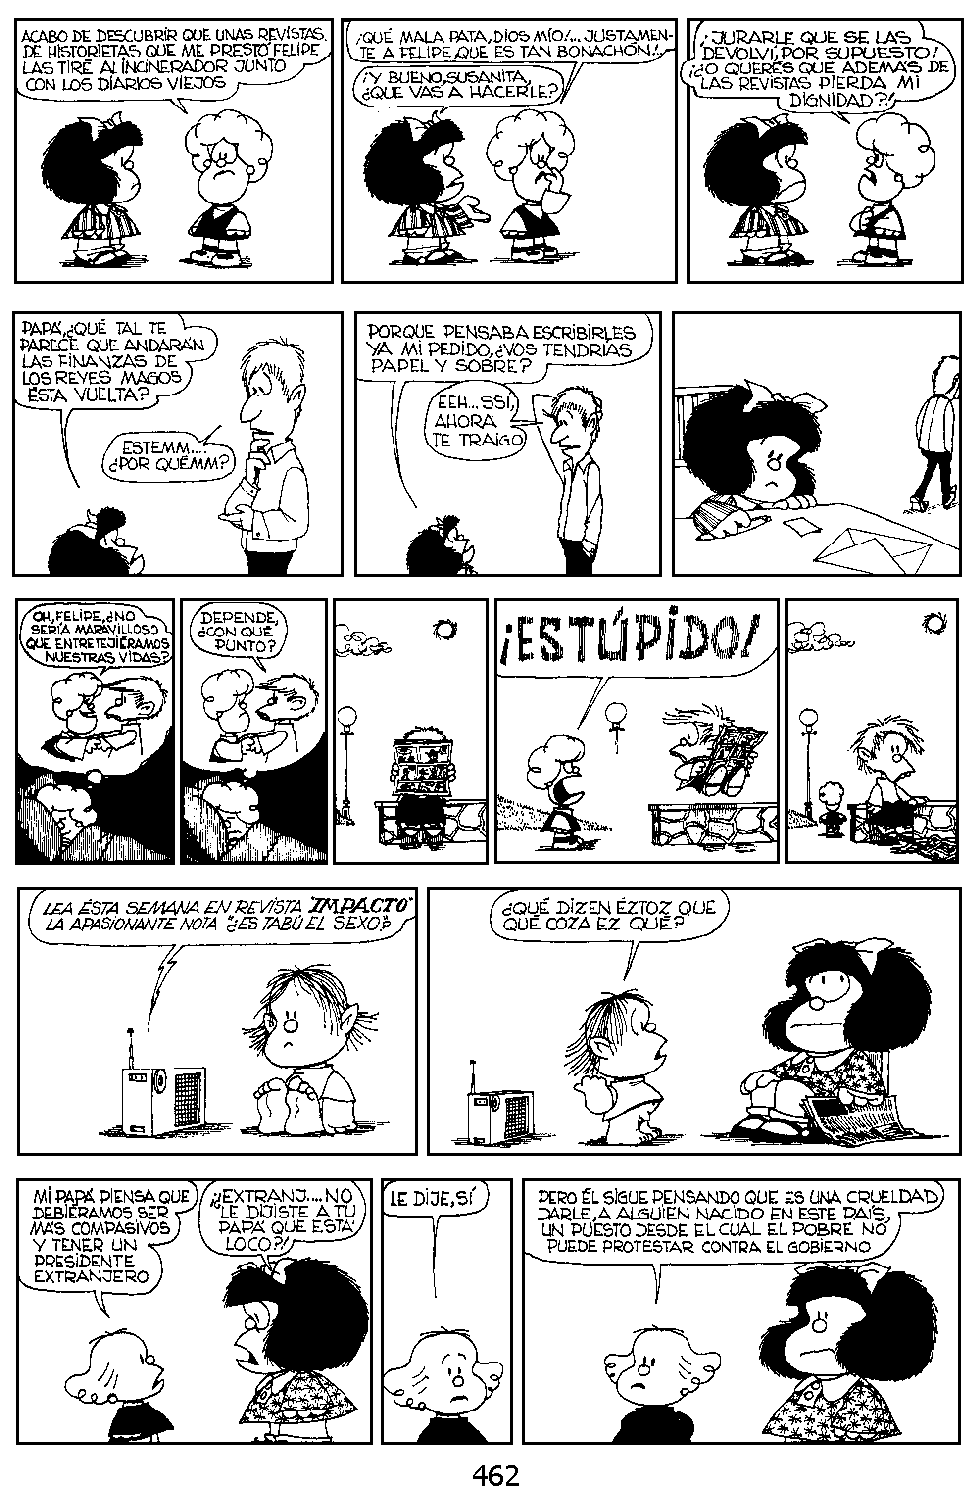 ACABO DE DESCUBRIR QUE UNAS REVISTAS
DE HISTORIETAS QUE ME PRESTÓ FELIPE
LAS TIRÉ AL INCINERADOR JUNTO
CON LOS DIARIOS VIEJOS
¡QUÉ MALA PATA, DIOS MÍO!... JUSTAMEN-
TE A FELIPE, QUE ES TAN BONACHÓN!..
¡Y BUENO, SUSANITA,
¿QUÉ VAS A HACERLE?
¡JURARLE QUE SE LAS
DEVOLVÍ, POR SUPUESTO!
¡¿O QUERÉS QUE ADEMÁS DE
LAS REVISTAS PIERDA MI
DIGNIDAD?!
PAPÁ, ¿QUÉ TAL TE
PARECE QUE ANDARÁN
LAS FINANZAS DE
LOS REYES MAGOS
ÉSTA VUELTA?
ESTEMM...
¿POR QUÉMM?
PORQUE PENSABA ESCRIBIRLES
YA MI PEDIDO, ¿VOS TENDRÍAS
PAPEL Y SOBRE?
EEH...SSÍ,
AHORA
TE TRAIGO
OH, FELIPE, ¿NO
SERÍA MARAVILLOSO
QUE ENTRETEJIÉRAMOS
NUESTRAS VIDAS?
DEPENDE,
¿CON QUÉ
PUNTO?
¡ESTÚPIDO!
LEA ÉSTA SEMANA EN REVISTA "IMPACTO"
LA APASIONANTE NOTA "¿ES TABÚ EL SEXO?"
¿QUÉ DIZEN ÉZTOZ QUE
QUÉ COZA EZ QUÉ?
MI PAPÁ PIENSA QUE
DEBIÉRAMOS SER
MÁS COMPASIVOS
Y TENER UN
PRESIDENTE
EXTRANJERO
¿¡EXTRANJ....NO
LE DIJISTE A TU
PAPÁ QUE ESTÁ
LOCO?!
LE DIJE, SÍ
PERO ÉL SIGUE PENSANDO QUE ES UNA CRUELDAD
DARLE, A ALGUIEN NACIDO EN ESTE PAÍS,
UN PUESTO DESDE EL CUAL EL POBRE NO
PUEDE PROTESTAR CONTRA EL GOBIERNO
462